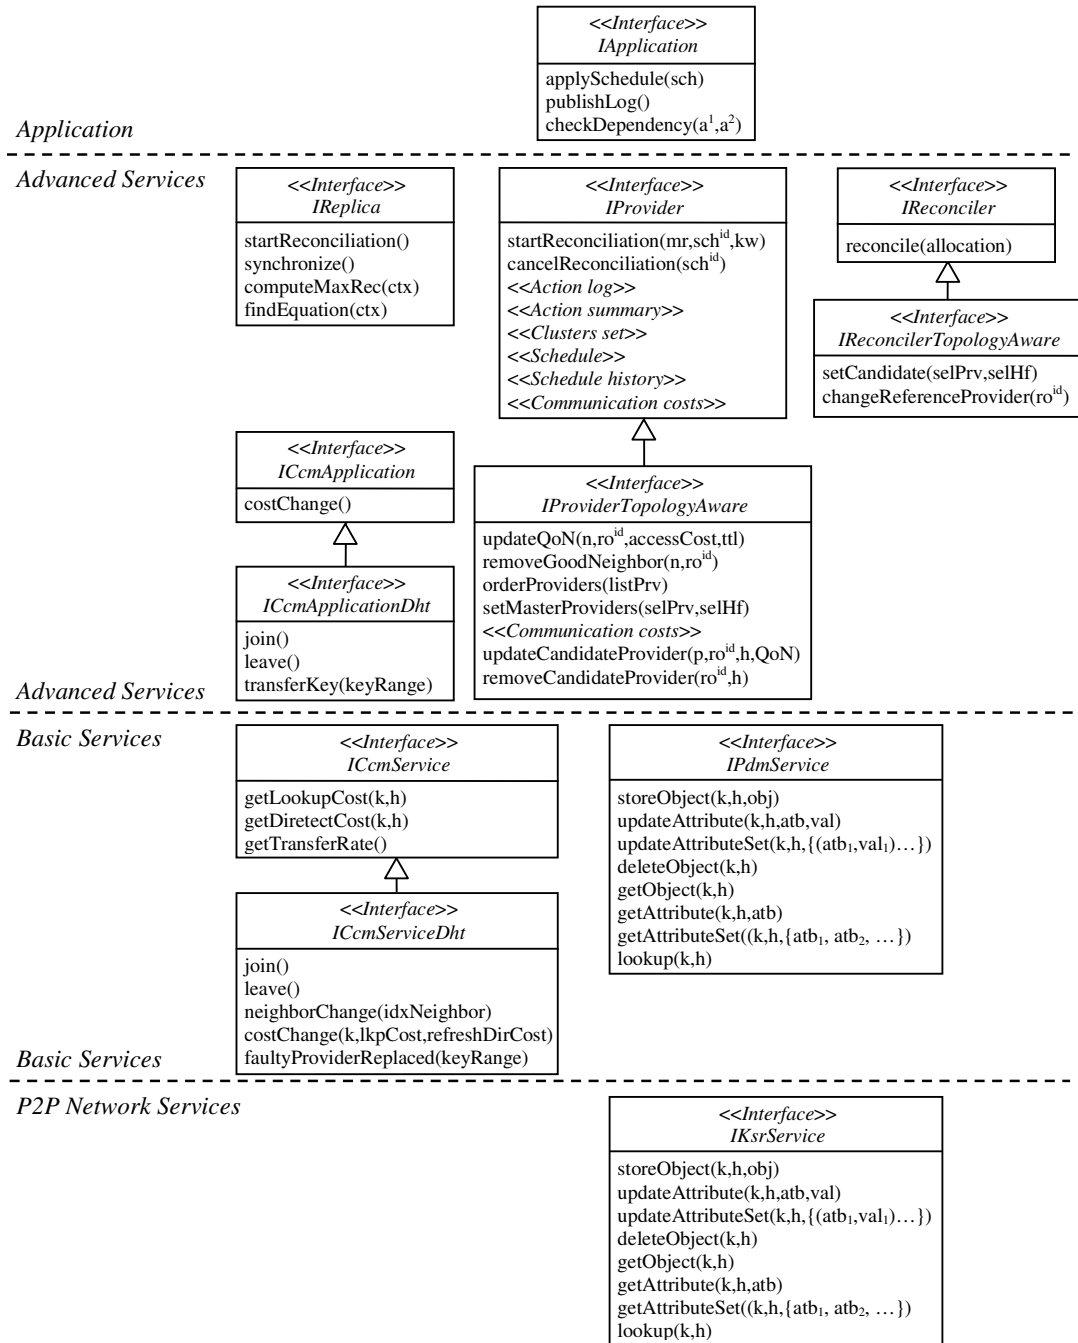 <<Interface>>
IApplication
applySchedule(sch)
publishLog()
checkDependency(a¹,a²)
Application
Advanced Services
<<Interface>>
IReplica
startReconciliation()
synchronize()
computeMaxRec(ctx)
findEquation(ctx)
<<Interface>>
IProvider
startReconciliation(mr,schⁱᵈ,kw)
cancelReconciliation(schⁱᵈ)
<<Action log>>
<<Action summary>>
<<Clusters set>>
<<Schedule>>
<<Schedule history>>
<<Communication costs>>
<<Interface>>
IReconciler
reconcile(allocation)
<<Interface>>
IReconcilerTopologyAware
setCandidate(selPrv,selHf)
changeReferenceProvider(roⁱᵈ)
<<Interface>>
ICcmApplication
costChange()
<<Interface>>
ICcmApplicationDht
join()
leave()
transferKey(keyRange)
<<Interface>>
IProviderTopologyAware
updateQoN(n,roⁱᵈ,accessCost,ttl)
removeGoodNeighbor(n,roⁱᵈ)
orderProviders(listPrv)
setMasterProviders(selPrv,selHf)
<<Communication costs>>
updateCandidateProvider(p,roⁱᵈ,h,QoN)
removeCandidateProvider(roⁱᵈ,h)
Advanced Services
Basic Services
<<Interface>>
ICcmService
getLookupCost(k,h)
getDiretectCost(k,h)
getTransferRate()
<<Interface>>
ICcmServiceDht
join()
leave()
neighborChange(idxNeighbor)
costChange(k,lkpCost,refreshDirCost)
faultyProviderReplaced(keyRange)
<<Interface>>
IPdmService
storeObject(k,h,obj)
updateAttribute(k,h,atb,val)
updateAttributeSet(k,h,{(atb₁,val₁)…})
deleteObject(k,h)
getObject(k,h)
getAttribute(k,h,atb)
getAttributeSet((k,h,{atb₁, atb₂, …})
lookup(k,h)
Basic Services
P2P Network Services
<<Interface>>
IKsrService
storeObject(k,h,obj)
updateAttribute(k,h,atb,val)
updateAttributeSet(k,h,{(atb₁,val₁)…})
deleteObject(k,h)
getObject(k,h)
getAttribute(k,h,atb)
getAttributeSet((k,h,{atb₁, atb₂, …})
lookup(k,h)